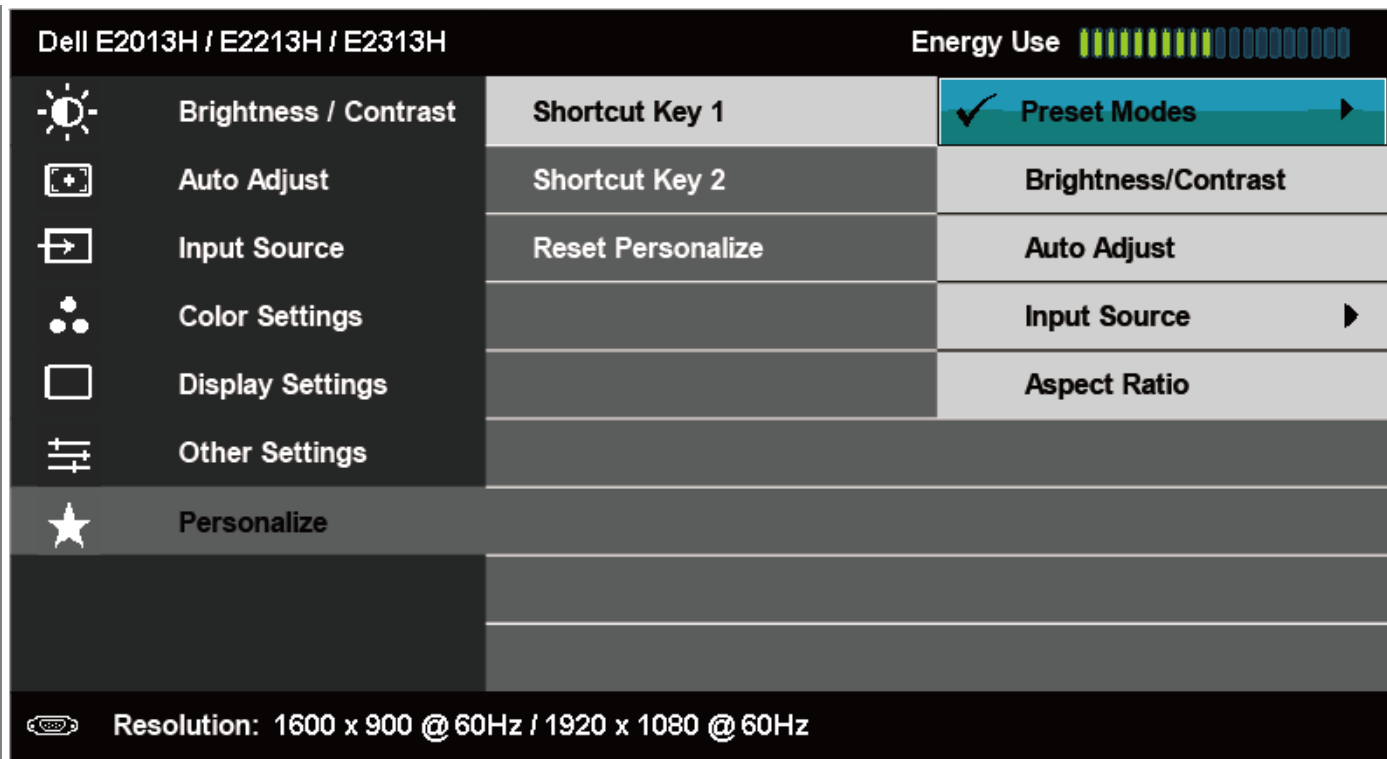 Dell E2013H / E2213H / E2313H Energy Use
Brightness / Contrast Shortcut Key 1 Preset Modes
Auto Adjust Shortcut Key 2 Brightness/Contrast
Input Source Reset Personalize Auto Adjust
Color Settings Input Source
Display Settings Aspect Ratio
Other Settings
Personalize
Resolution: 1600 x 900 @ 60Hz / 1920 x 1080 @ 60Hz